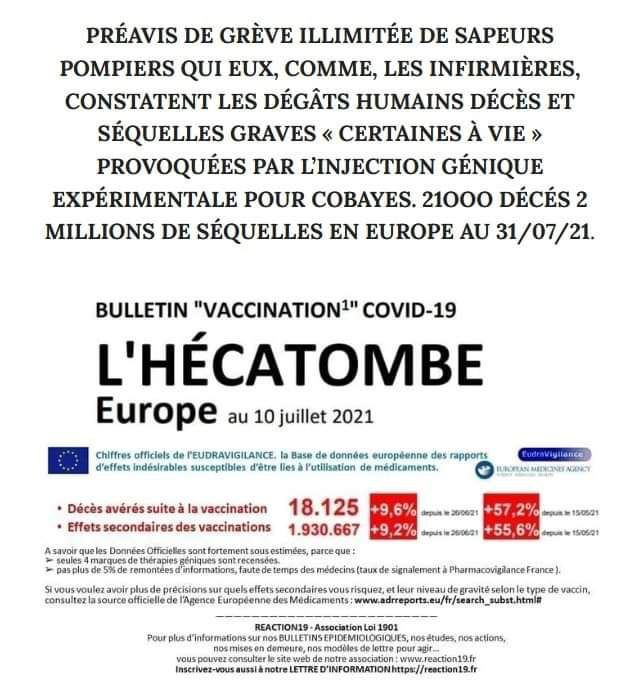 PRÉAVIS DE GRÈVE ILLIMITÉE DE SAPEURS
POMPIERS QUI EUX, COMME, LES INFIRMIÈRES,
CONSTATENT LES DÉGÂTS HUMAINS DÉCÈS ET
SÉQUELLES GRAVES « CERTAINES À VIE »
PROVOQUÉES PAR L'INJECTION GÉNIQUE
EXPÉRIMENTALE POUR COBAYES. 21000 DÉCÉS 2
MILLIONS DE SÉQUELLES EN EUROPE AU 31/07/21.
BULLETIN "VACCINATION¹" COVID-19
L'HÉCATOMBE
Europe au 10 juillet 2021
Chiffres officiels de l'EUDRAVIGILANCE. la Base de données européenne des rapports
d'effets indésirables susceptibles d'être lies à l'utilisation de médicaments.
EudraVigilance
EUROPEAN MEDICINES AGENCY
• Décès avérés suite à la vaccination 18.125 +9,6% depuis le 26/06/21 +57,2% depuis le 15/05/21
• Effets secondaires des vaccinations 1.930.667 +9,2% depuis le 26/06/21 +55,6% depuis le 15/05/21
A savoir que les Données Officielles sont fortement sous estimées, parce que :
➢ seules 4 marques de thérapies géniques sont recensées.
➢ pas plus de 5% de remontées d'informations, faute de temps des médecins (taux de signalement à Pharmacovigilance France ).
Si vous voulez avoir plus de précisions sur quels effets secondaires vous risquez, et leur niveau de gravité selon le type de vaccin,
consultez la source officielle de l'Agence Européenne des Médicaments : www.adrreports.eu/fr/search_subst.html#
REACTION19 - Association Loi 1901
Pour plus d'informations sur nos BULLETINS EPIDEMIOLOGIQUES, nos études, nos actions,
nos mises en demeure, nos modèles de lettre pour agir...
vous pouvez consulter le site web de notre association : www.reaction19.fr
Inscrivez-vous aussi à notre LETTRE D'INFORMATION https://reaction19.fr